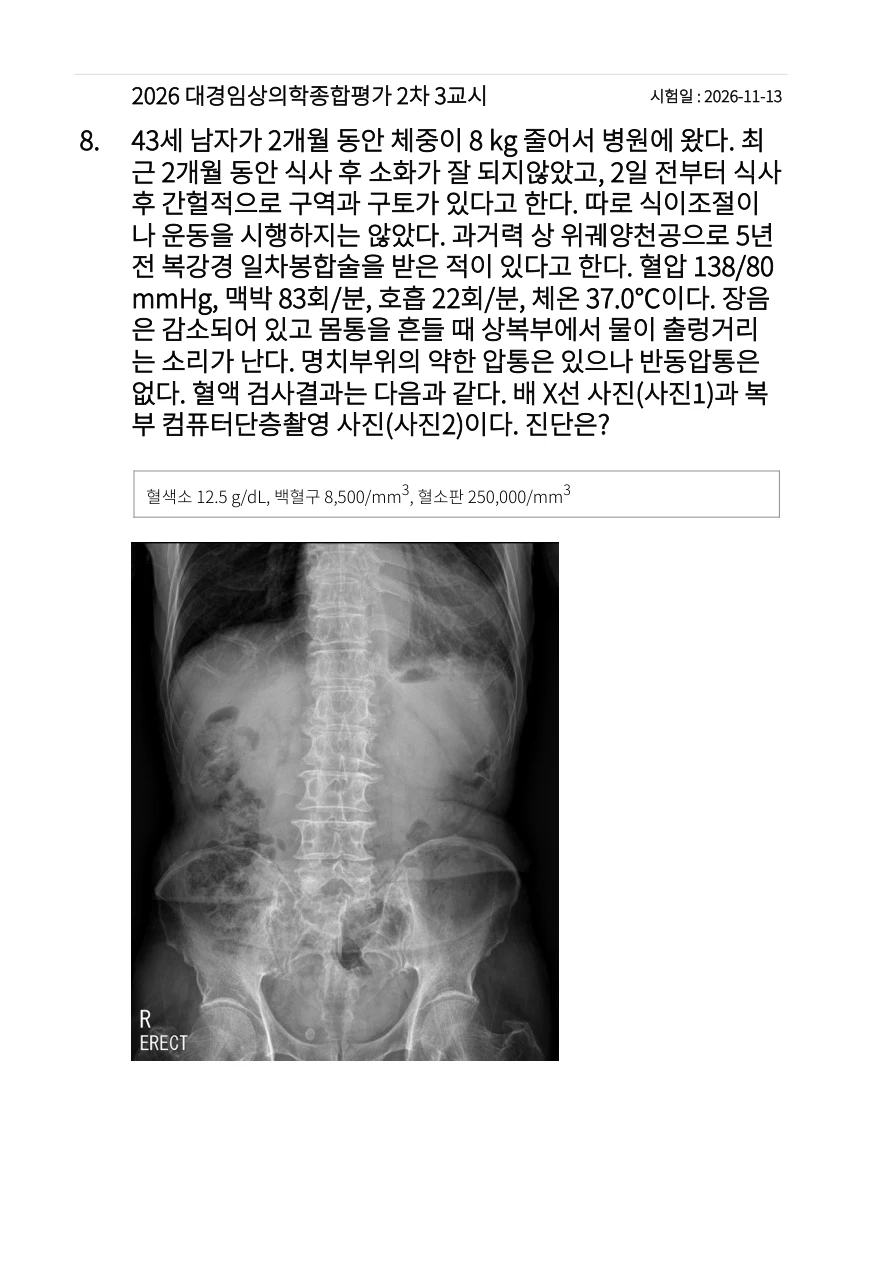 2026 대경임상의학종합평가 2차 3교시
시험일 : 2026-11-13
8. 43세 남자가 2개월 동안 체중이 8 kg 줄어서 병원에 왔다. 최
근 2개월 동안 식사 후 소화가 잘 되지않았고, 2일 전부터 식사
후 간헐적으로 구역과 구토가 있다고 한다. 따로 식이조절이
나 운동을 시행하지는 않았다. 과거력 상 위궤양천공으로 5년
전 복강경 일차봉합술을 받은 적이 있다고 한다. 혈압 138/80
mmHg, 맥박 83회/분, 호흡 22회/분, 체온 37.0℃이다. 장음
은 감소되어 있고 몸통을 흔들 때 상복부에서 물이 출렁거리
는 소리가 난다. 명치부위의 약한 압통은 있으나 반동압통은
없다. 혈액 검사결과는 다음과 같다. 배 X선 사진(사진1)과 복
부 컴퓨터단층촬영 사진(사진2)이다. 진단은?
혈색소 12.5 g/dL, 백혈구 8,500/mm³, 혈소판 250,000/mm³
R
ERECT